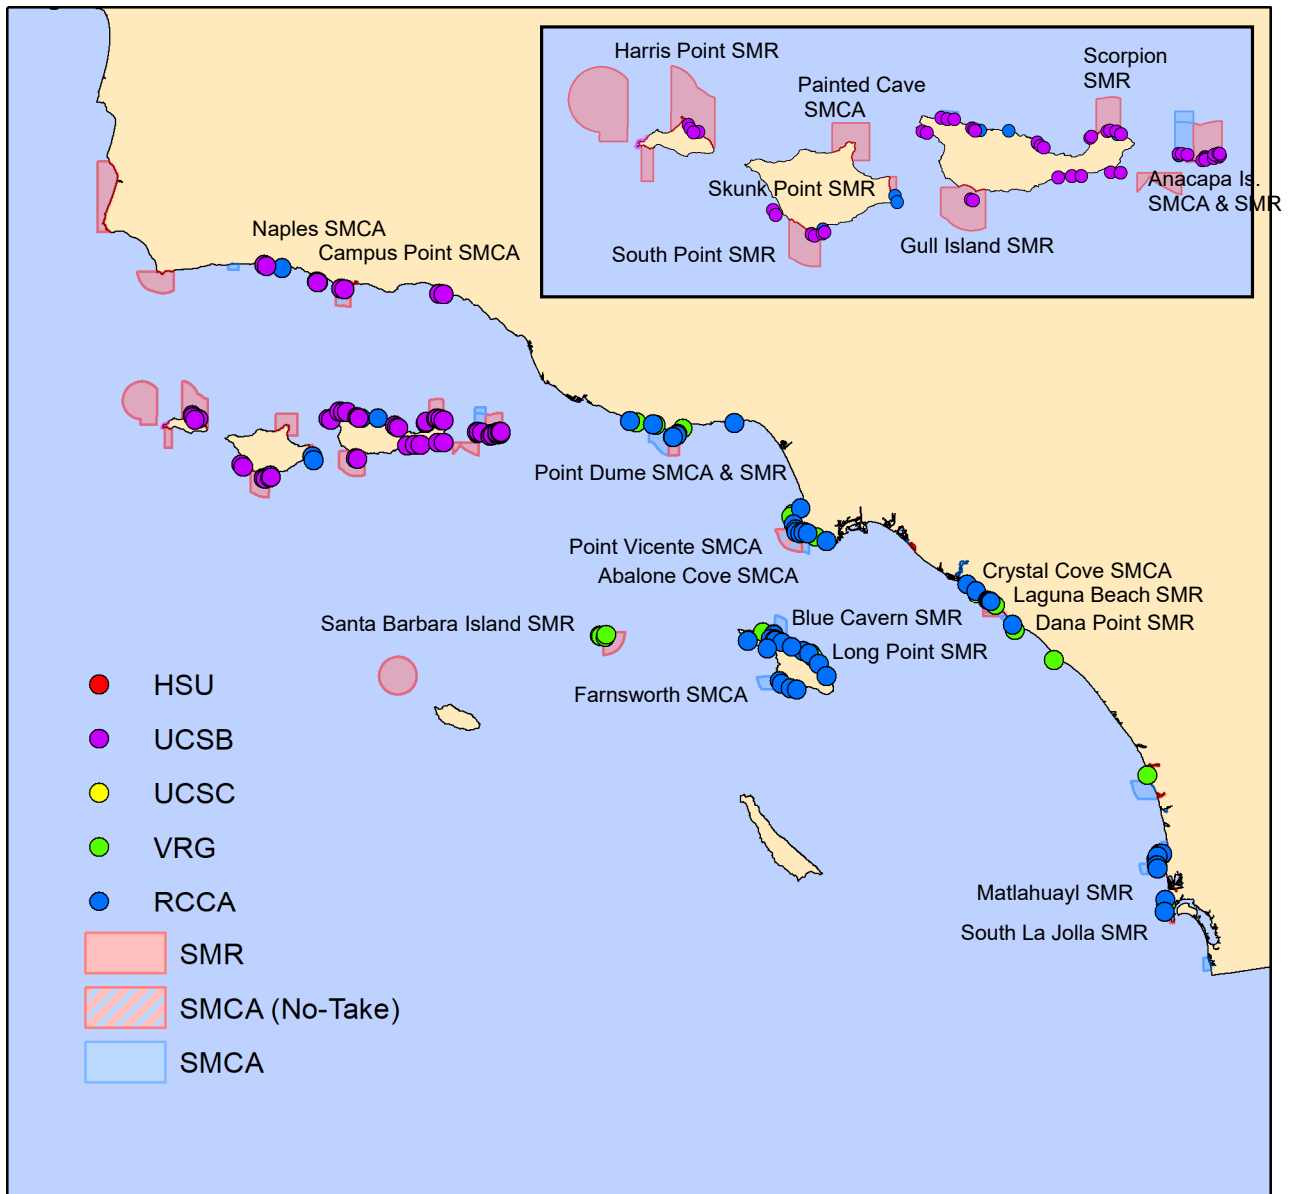 Harris Point SMR
Scorpion
SMR
Painted Cave
SMCA
Skunk Point SMR
Anacapa Is.
SMCA & SMR
South Point SMR
Gull Island SMR
Naples SMCA
Campus Point SMCA
Point Dume SMCA & SMR
Point Vicente SMCA
Abalone Cove SMCA
Crystal Cove SMCA
Laguna Beach SMR
Dana Point SMR
Santa Barbara Island SMR
Blue Cavern SMR
Long Point SMR
Farnsworth SMCA
Matlahuayl SMR
South La Jolla SMR
HSU
UCSB
UCSC
VRG
RCCA
SMR
SMCA (No-Take)
SMCA